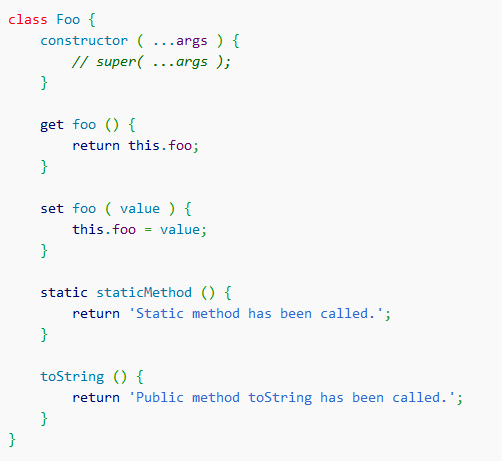 class Foo {
    constructor ( ...args ) {
        // super( ...args );
    }

    get foo () {
        return this.foo;
    }

    set foo ( value ) {
        this.foo = value;
    }

    static staticMethod () {
        return 'Static method has been called.';
    }

    toString () {
        return 'Public method toString has been called.';
    }
}